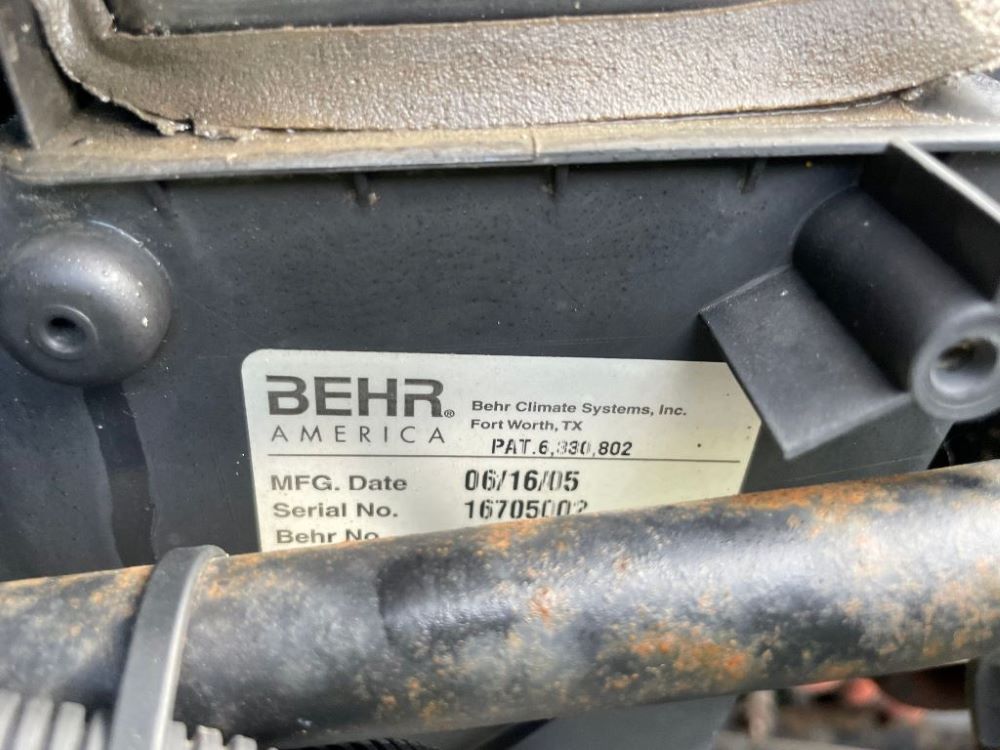 BEHR®
AMERICA
Behr Climate Systems, Inc.
Fort Worth, TX
PAT.6,330,802
MFG. Date 06/16/05
Serial No. 16705002
Behr No